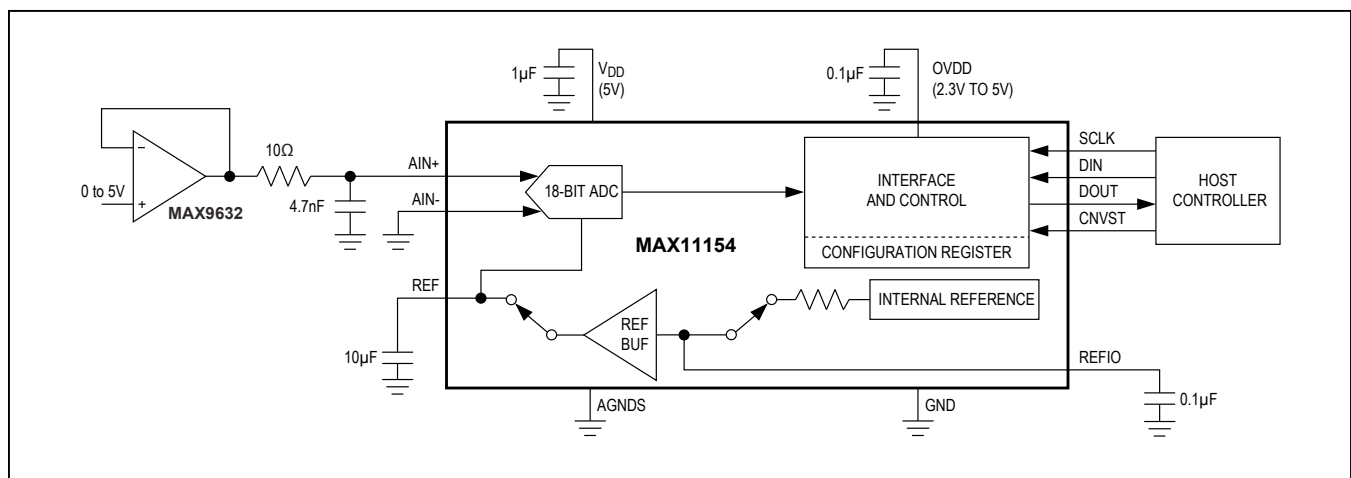 1µF
VDD
(5V)
0.1µF
OVDD
(2.3V TO 5V)
−
0 to 5V
+
MAX9632
10Ω
4.7nF
AIN+
AIN-
18-BIT ADC
MAX11154
INTERFACE
AND CONTROL
CONFIGURATION REGISTER
SCLK
DIN
DOUT
CNVST
HOST
CONTROLLER
REF
10µF
REF
BUF
INTERNAL REFERENCE
REFIO
0.1µF
AGNDS
GND